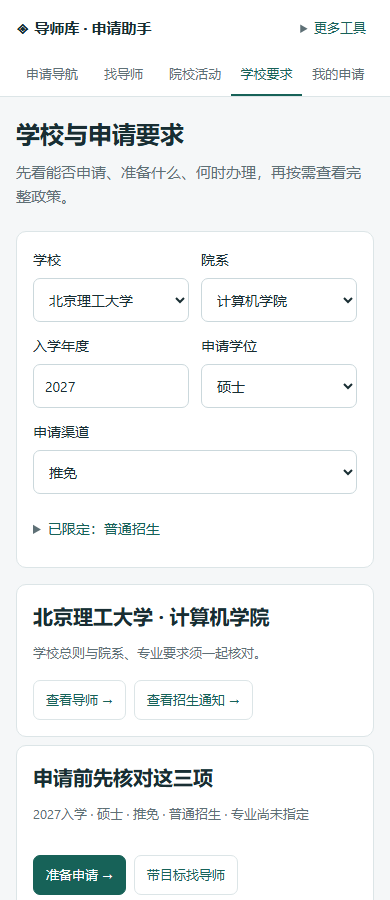 ◈ 导师库 · 申请助手
▶ 更多工具
申请导航 找导师 院校活动 学校要求 我的申请
学校与申请要求
先看能否申请、准备什么、何时办理，再按需查看完
整政策。
学校 院系
北京理工大学 计算机学院
入学年度 申请学位
2027 硕士
申请渠道
推免
▶ 已限定：普通招生
北京理工大学 · 计算机学院
学校总则与院系、专业要求须一起核对。
查看导师 → 查看招生通知 →
申请前先核对这三项
2027入学 · 硕士 · 推免 · 普通招生 · 专业尚未指定
准备申请 → 带目标找导师